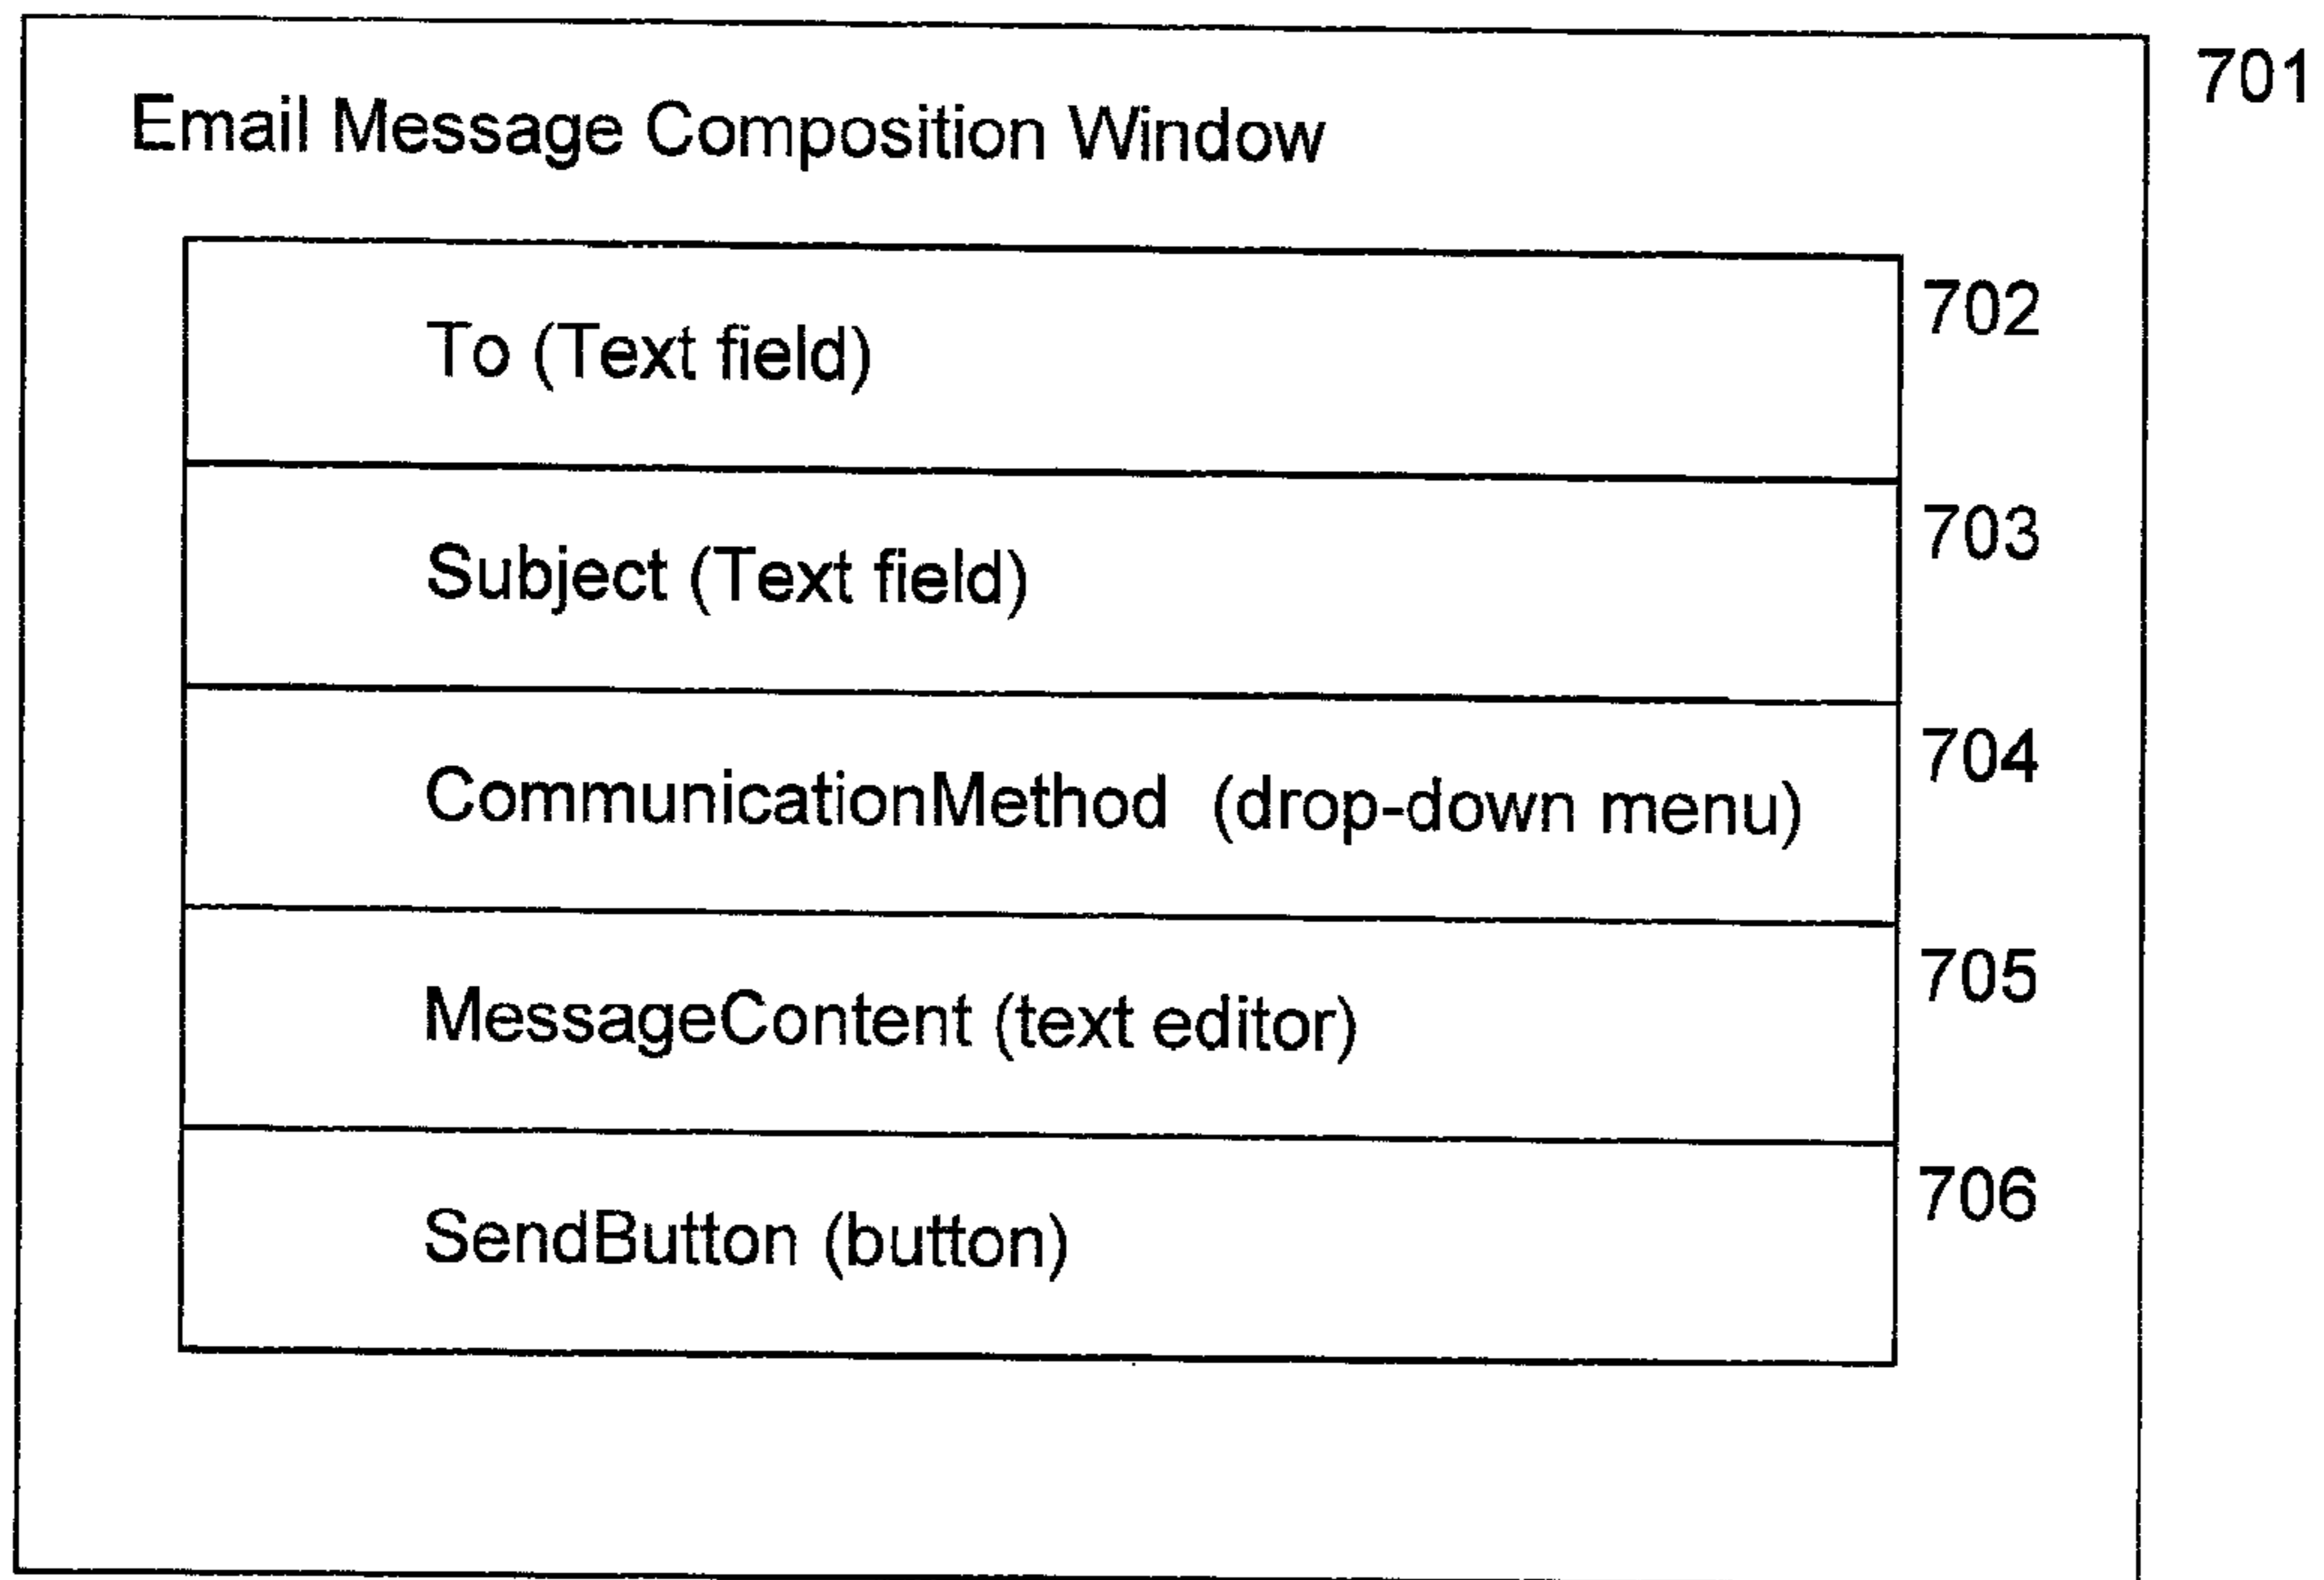 701
Email Message Composition Window
702
To (Text field)
703
Subject (Text field)
704
CommunicationMethod (drop-down menu)
705
MessageContent (text editor)
706
SendButton (button)